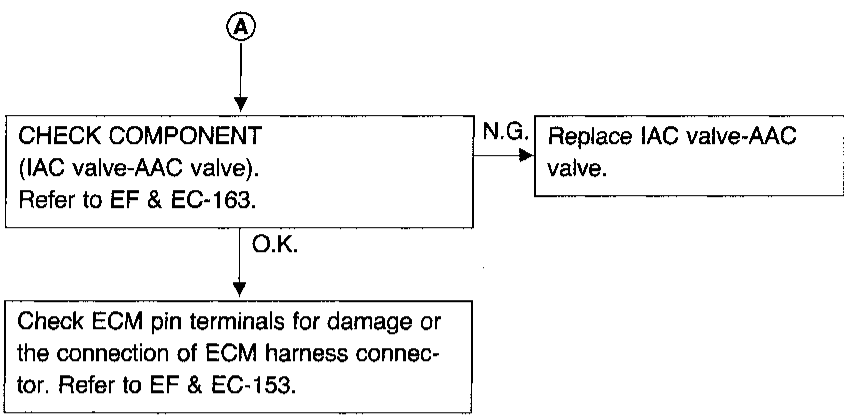 A
CHECK COMPONENT
(IAC valve-AAC valve).
Refer to EF & EC-163.
N.G.
Replace IAC valve-AAC
valve.
O.K.
Check ECM pin terminals for damage or
the connection of ECM harness connec-
tor. Refer to EF & EC-153.